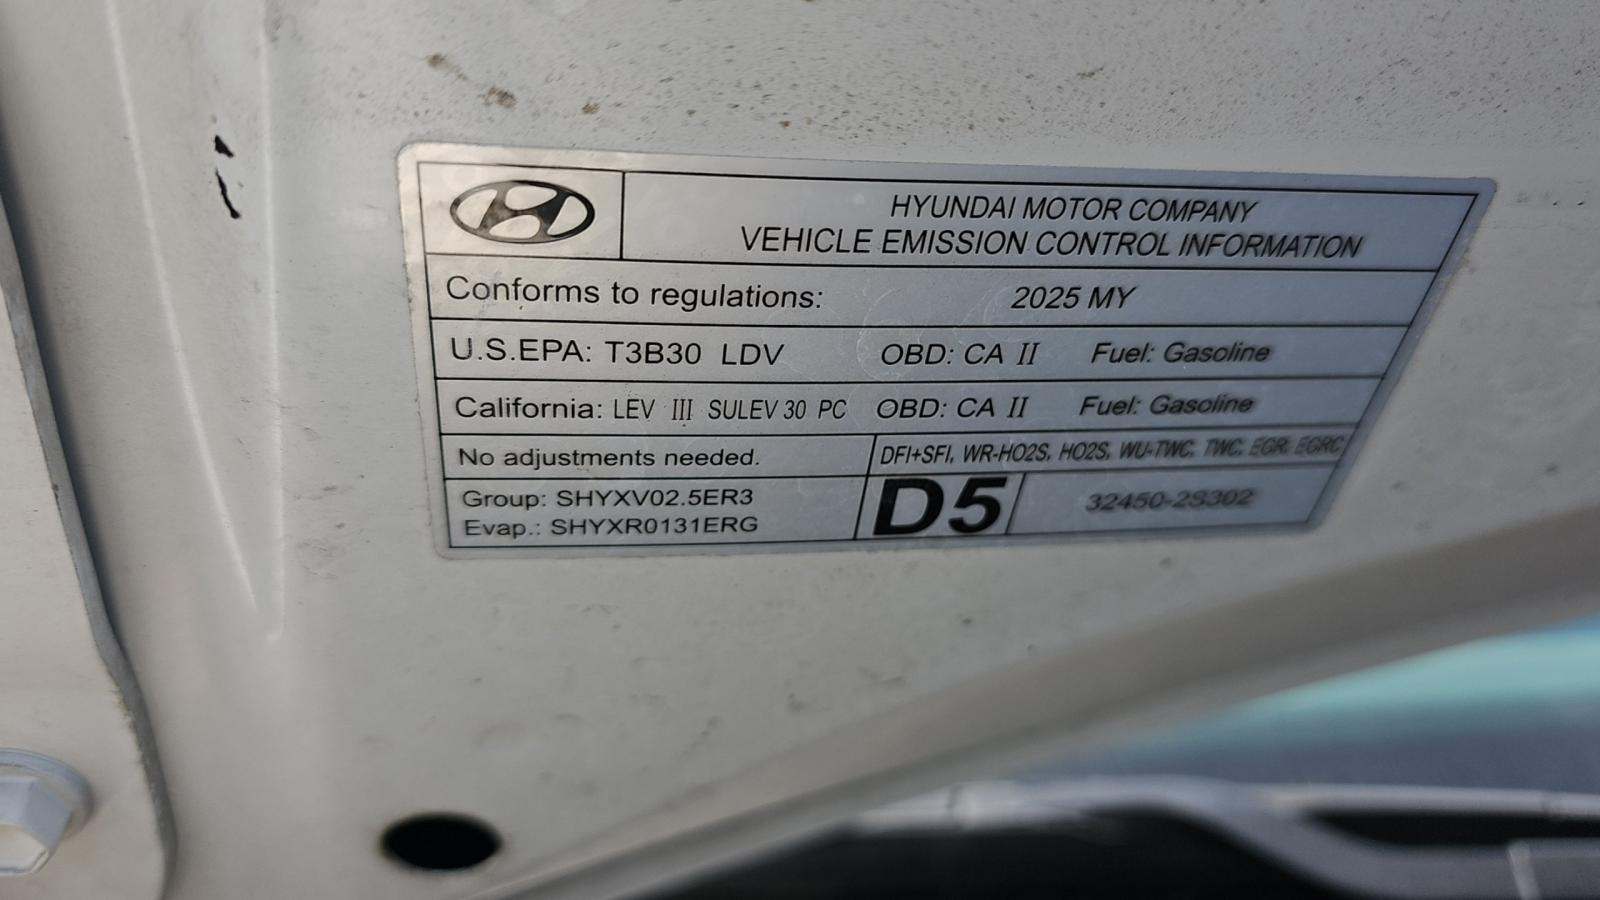 HYUNDAI MOTOR COMPANY
VEHICLE EMISSION CONTROL INFORMATION
Conforms to regulations: 2025 MY
U.S.EPA: T3B30 LDV OBD: CA II Fuel: Gasoline
California: LEV III SULEV 30 PC OBD: CA II Fuel: Gasoline
No adjustments needed. DFI+SFI, WR-HO2S, HO2S, WU-TWC, TWC, EGR, EGRC
Group: SHYXV02.5ER3
Evap.: SHYXR0131ERG
D5 32450-2S302